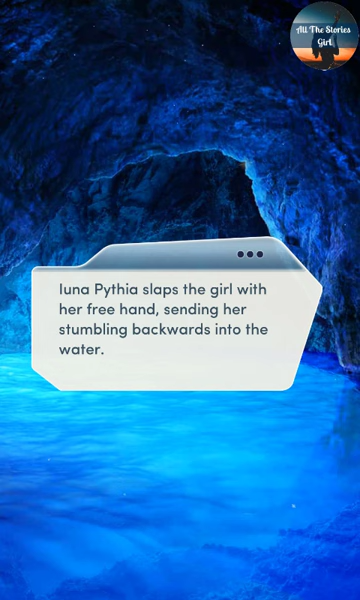 All The Stories
Girl
Iuna Pythia slaps the girl with
her free hand, sending her
stumbling backwards into the
water.